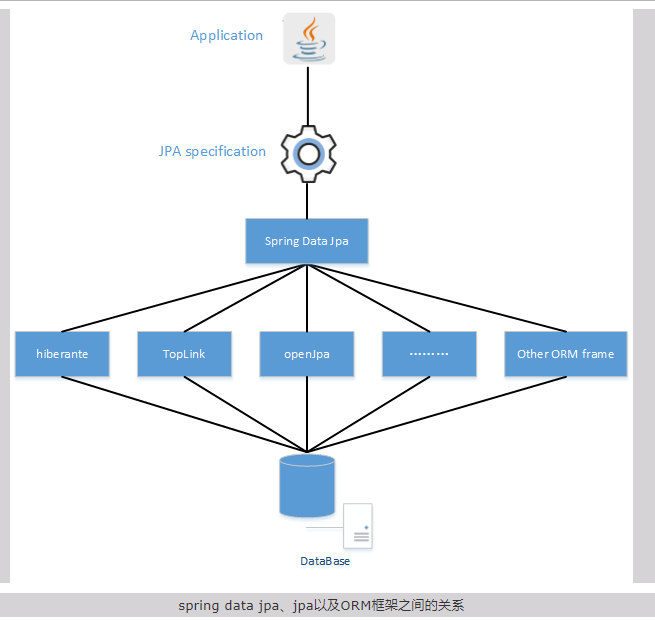 Application
JPA specification
Spring Data Jpa
hiberante
TopLink
openJpa
………
Other ORM frame
DataBase
spring data jpa、jpa以及ORM框架之间的关系